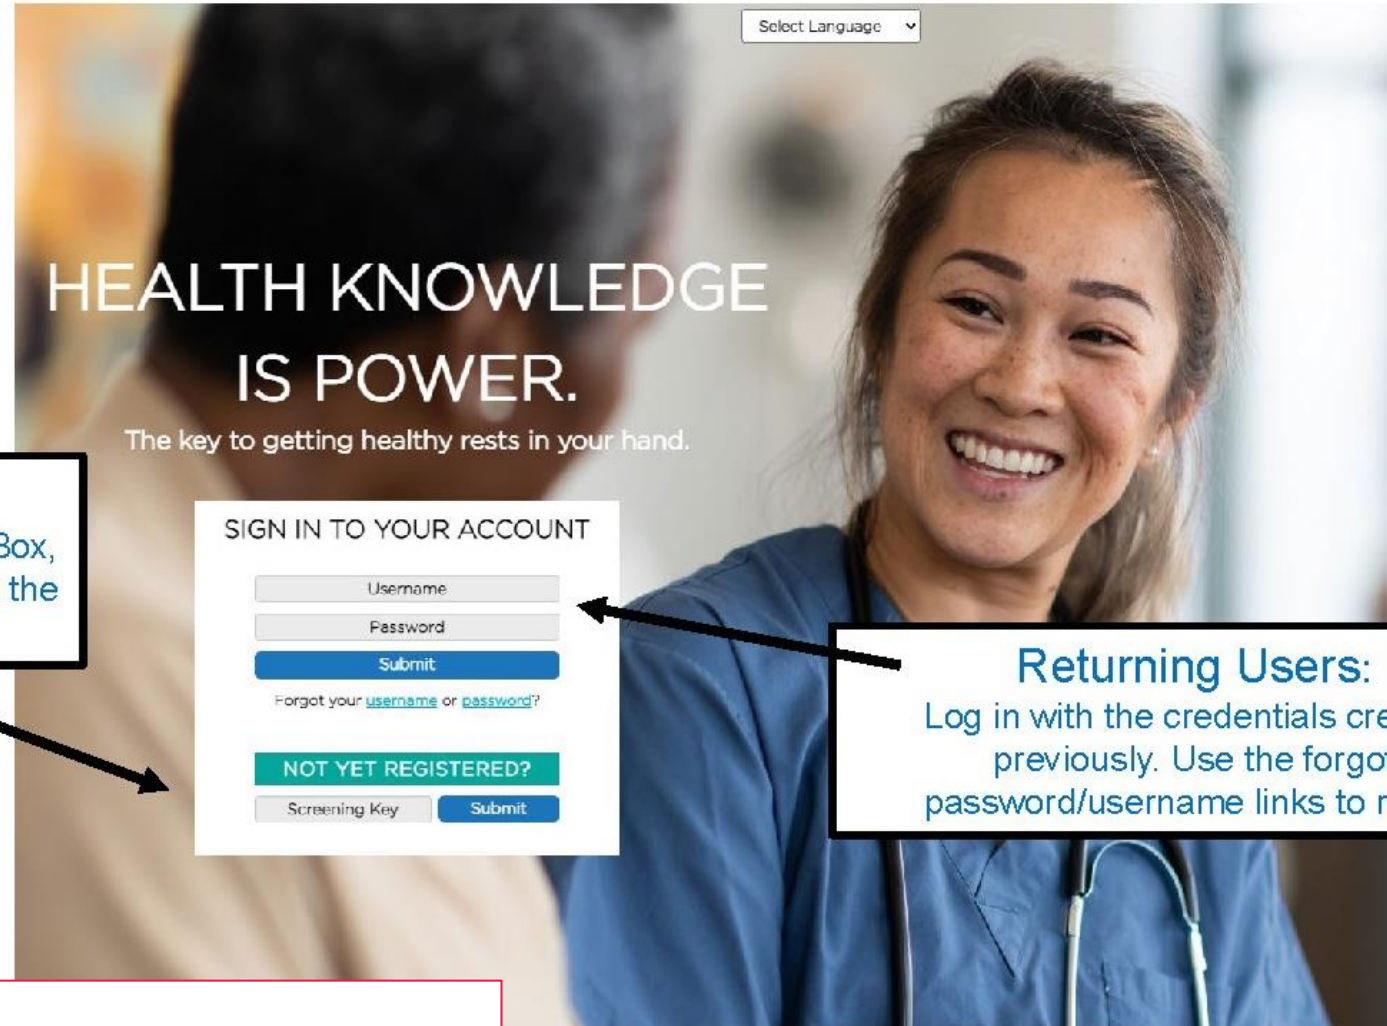 Select Language
HEALTH KNOWLEDGE
IS POWER.
The key to getting healthy rests in your hand.
Box,
the
SIGN IN TO YOUR ACCOUNT
Username
Password
Submit
Forgot your username or password?
NOT YET REGISTERED?
Screening Key
Submit
Returning Users:
Log in with the credentials
previously. Use the
password/username links to